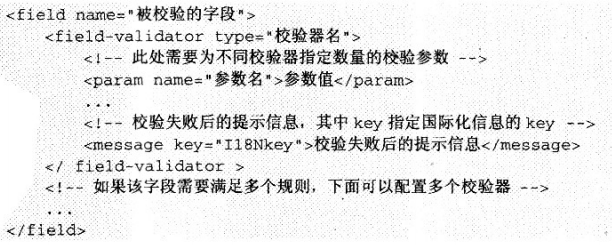 <field name="被校验的字段">
<field-validator type="校验器名">
<!-- 此处需要为不同校验器指定数量的校验参数 -->
<param name="参数名">参数值</param>
...
<!-- 校验失败后的提示信息，其中 key 指定国际化信息的 key -->
<message key="I18Nkey">校验失败后的提示信息</message>
</ field-validator >
<!-- 如果该字段需要满足多个规则，下面可以配置多个校验器 -->
...
</field>